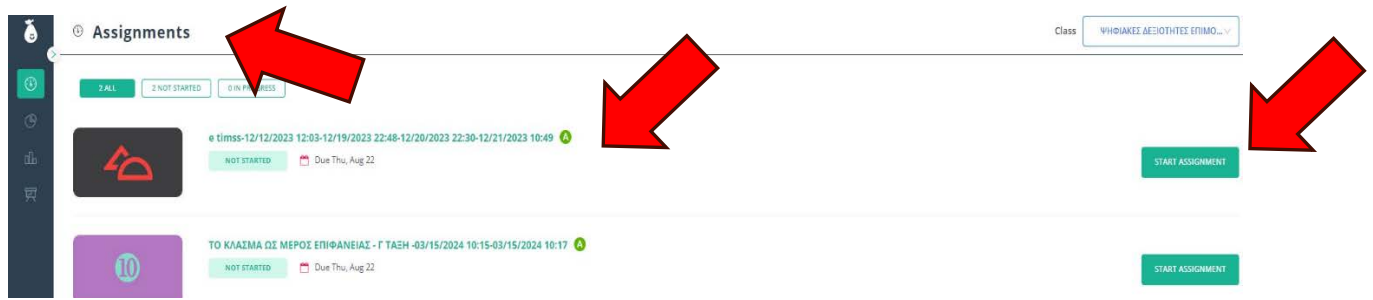 Assignments
Class ΨΗΦΙΑΚΕΣ ΔΕΞΙΟΤΗΤΕΣ ΕΠΙΜΟ...
2 ALL 2 NOT STARTED 0 IN PROGRESS
e timss-12/12/2023 12:03-12/19/2023 22:48-12/20/2023 22:30-12/21/2023 10:49 A
NOT STARTED Due Thu, Aug 22
START ASSIGNMENT
ΤΟ ΚΛΑΣΜΑ ΩΣ ΜΕΡΟΣ ΕΠΙΦΑΝΕΙΑΣ - Γ ΤΑΞΗ -03/15/2024 10:15-03/15/2024 10:17 A
10
NOT STARTED Due Thu, Aug 22
START ASSIGNMENT